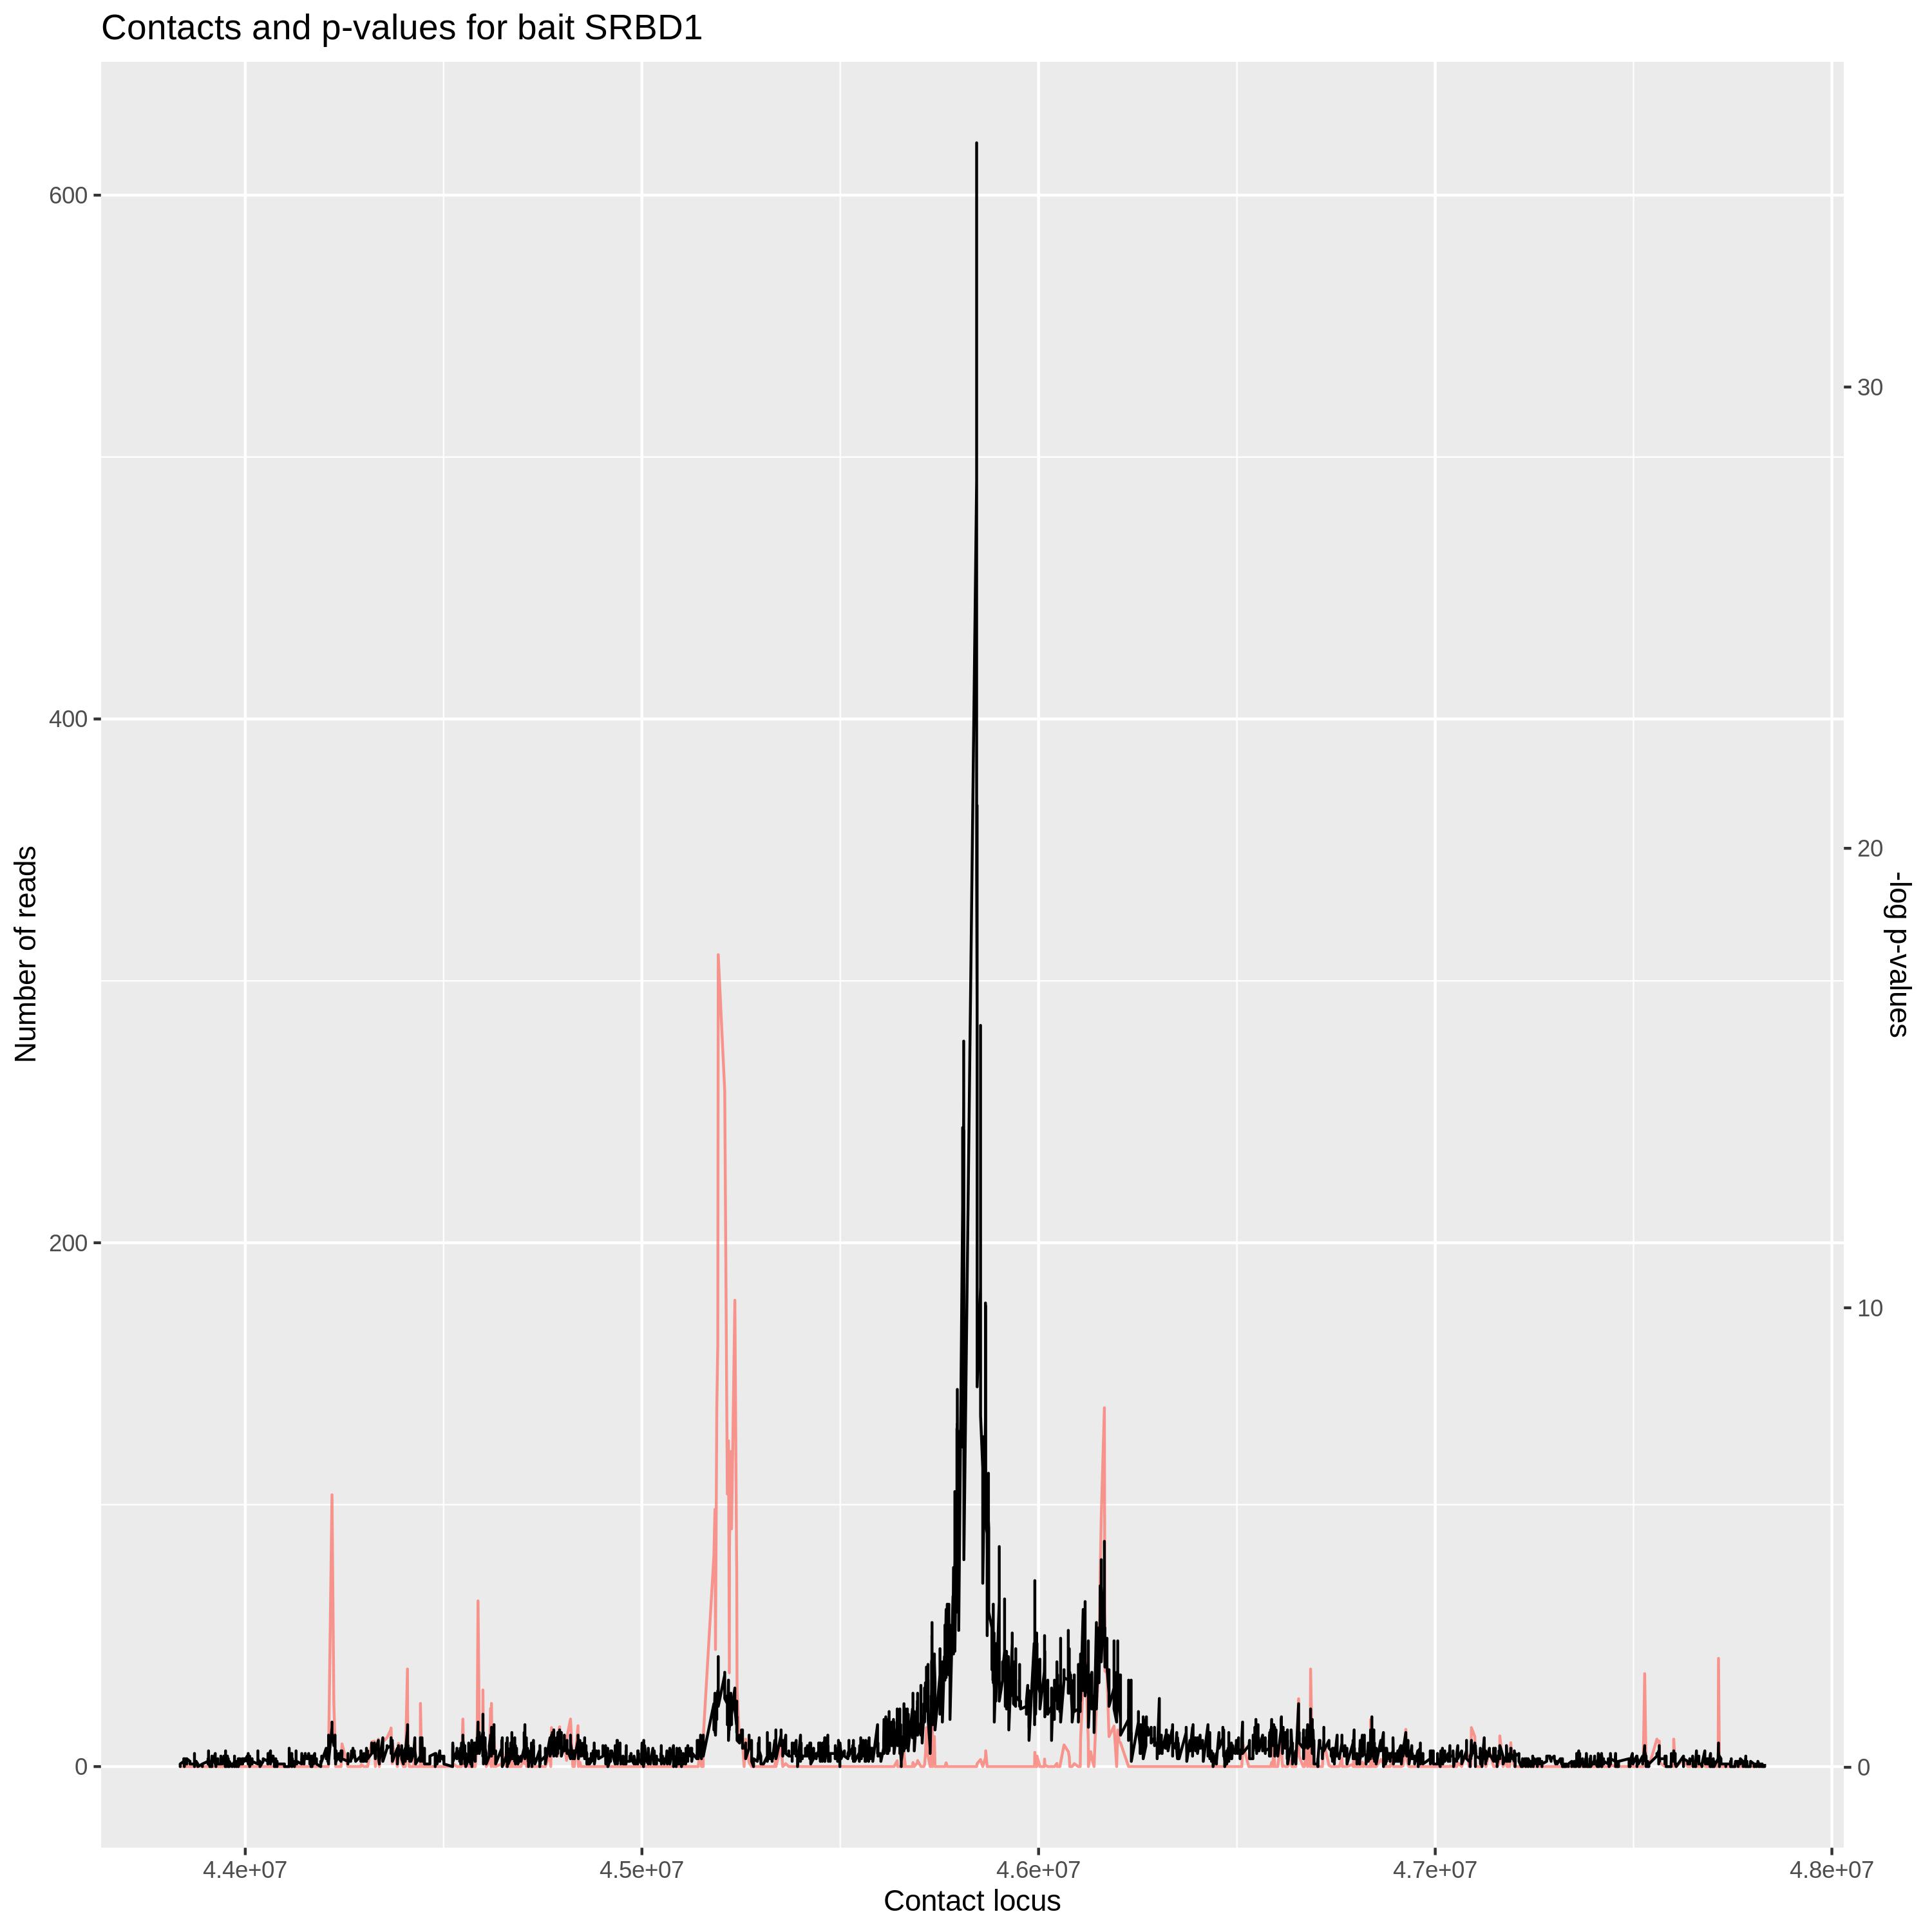 Contacts and p-values for bait SRBD1
600
400
200
0
Number of reads
30
20
10
0
-log p-values
4.4e+07 4.5e+07 4.6e+07 4.7e+07 4.8e+07
Contact locus